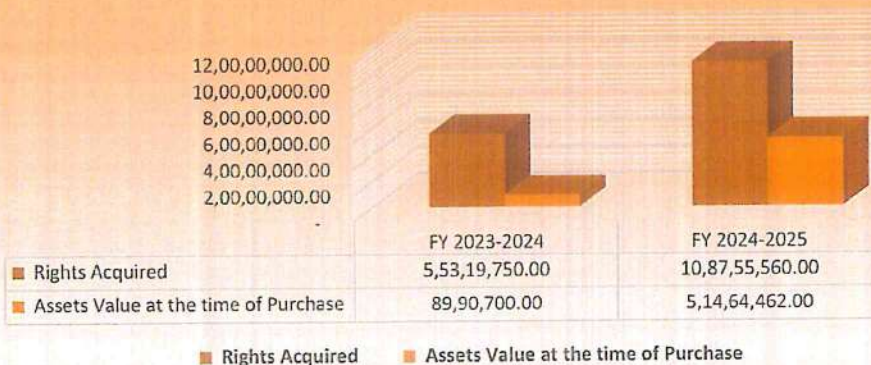 12,00,00,000.00
10,00,00,000.00
8,00,00,000.00
6,00,00,000.00
4,00,00,000.00
2,00,00,000.00
-
FY 2023-2024 FY 2024-2025
Rights Acquired 5,53,19,750.00 10,87,55,560.00
Assets Value at the time of Purchase 89,90,700.00 5,14,64,462.00
Rights Acquired Assets Value at the time of Purchase